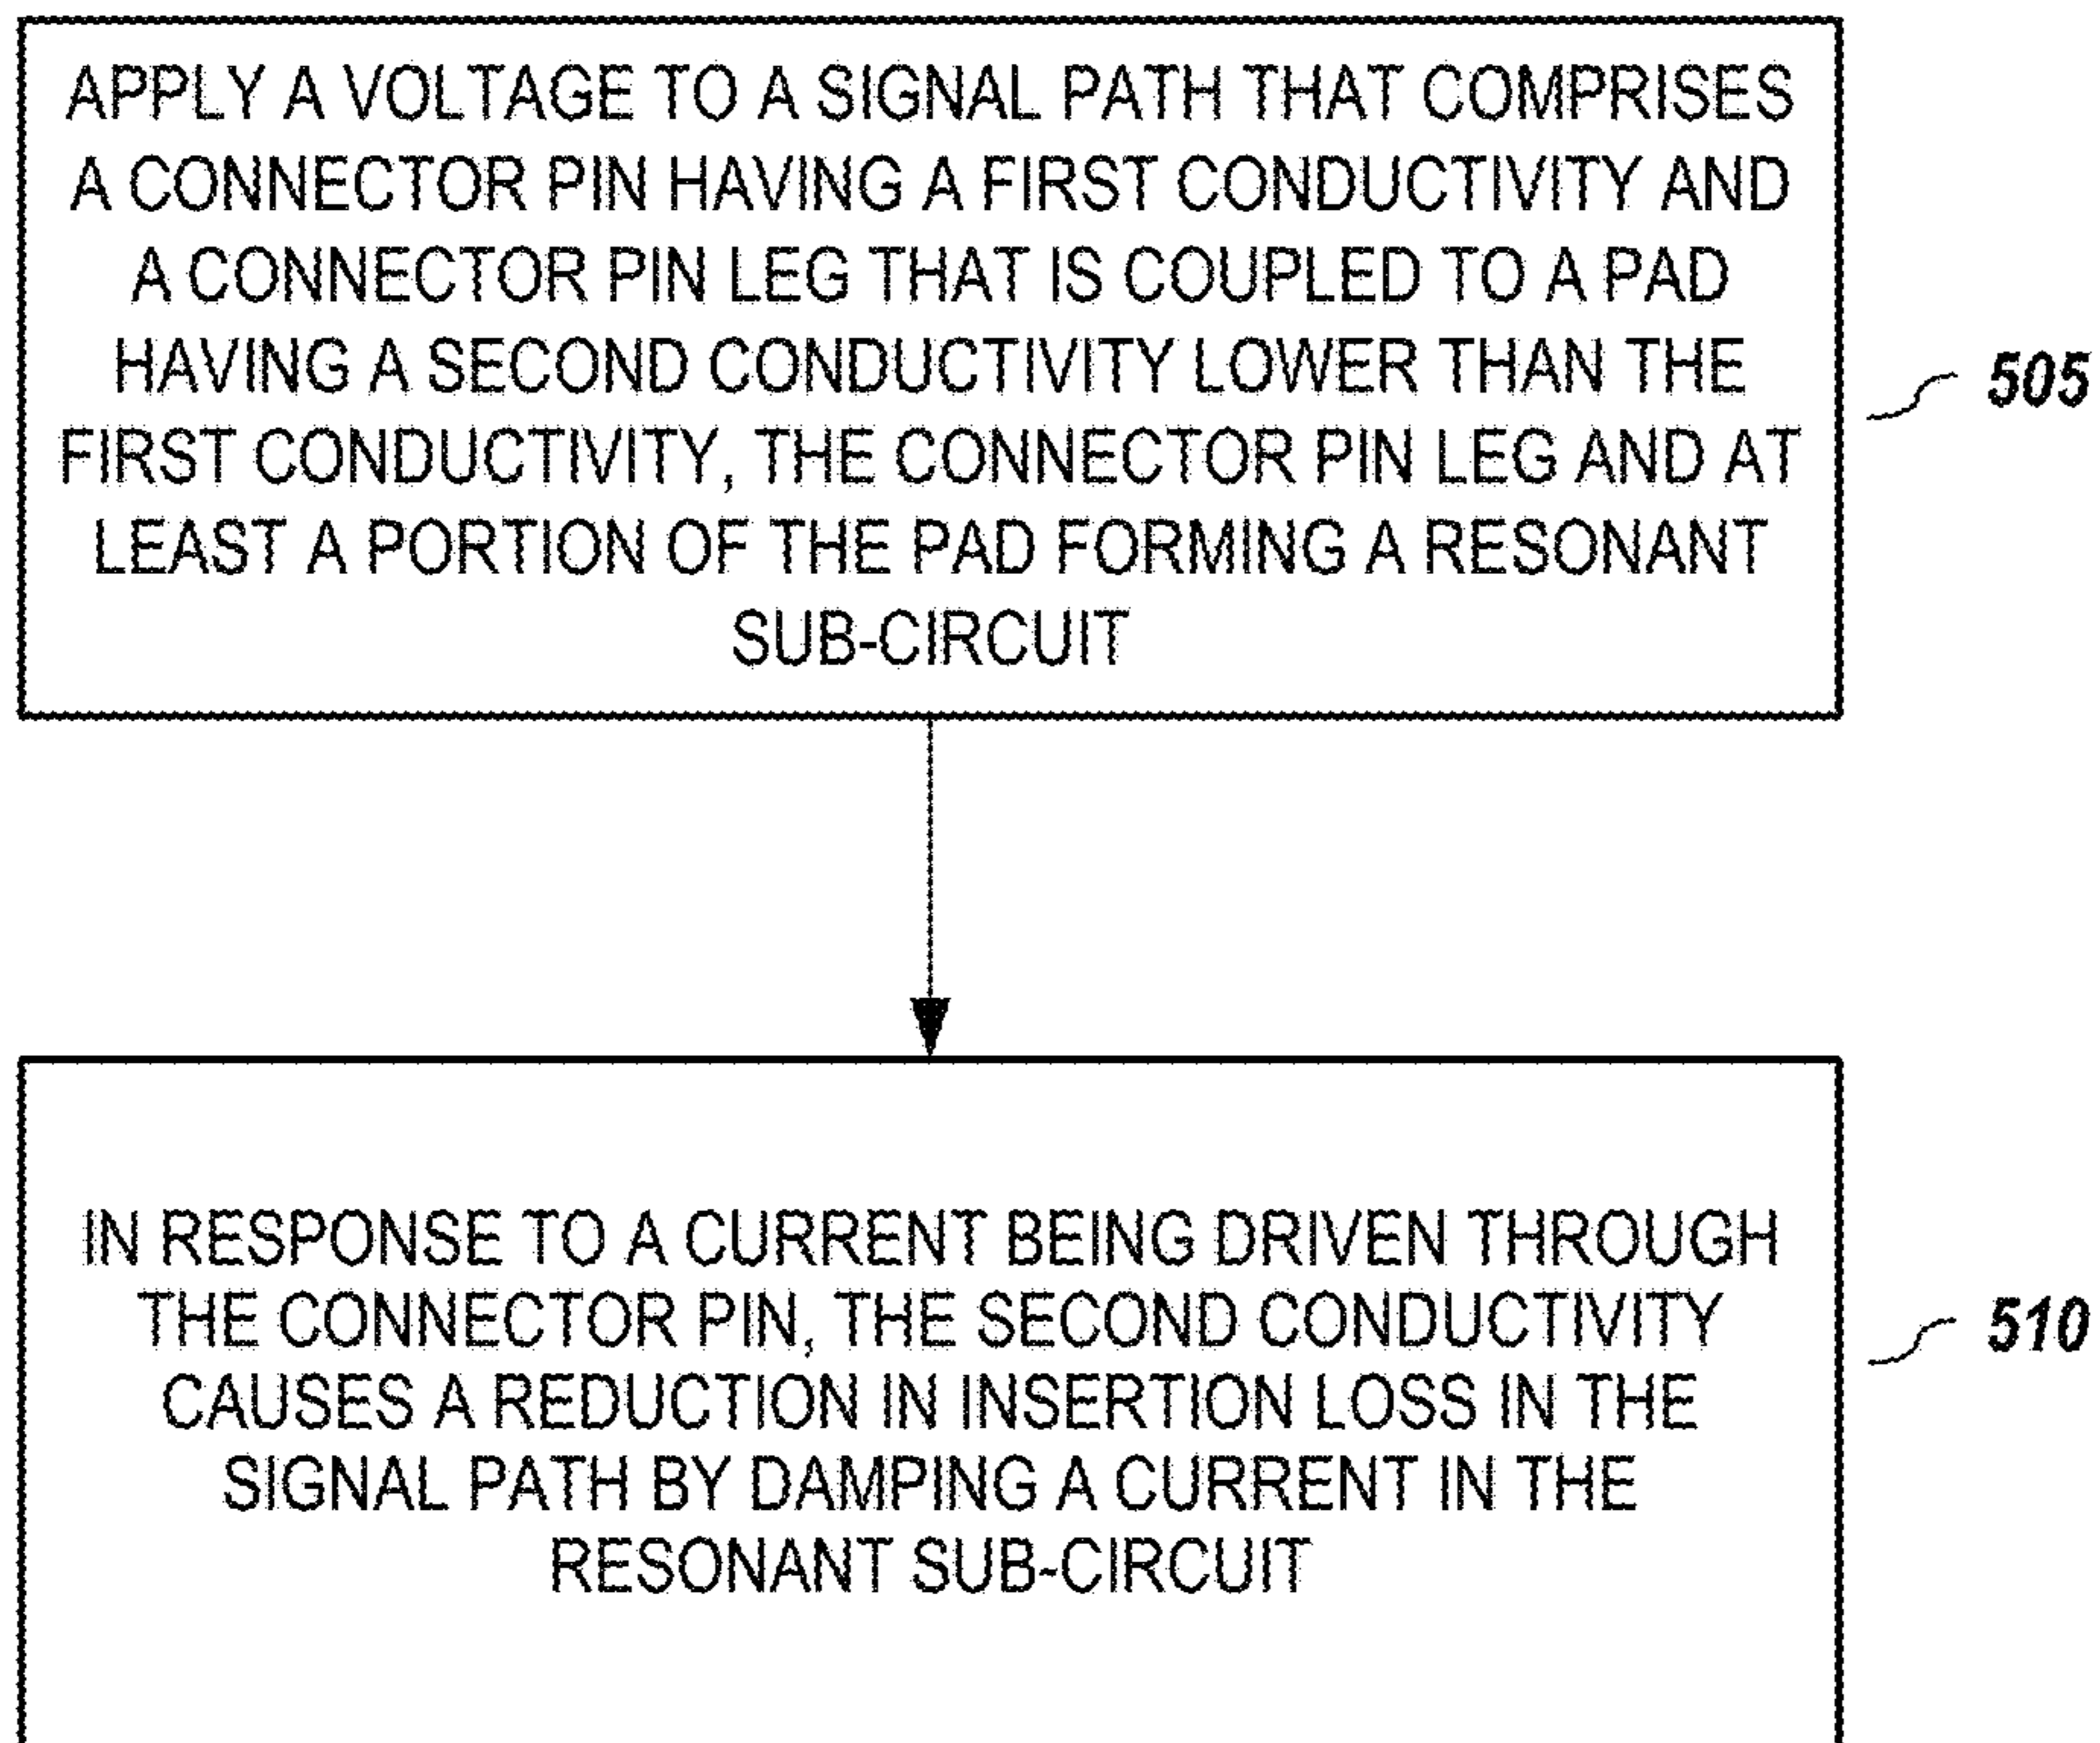 APPLY A VOLTAGE TO A SIGNAL PATH THAT COMPRISES
A CONNECTOR PIN HAVING A FIRST CONDUCTIVITY AND
A CONNECTOR PIN LEG THAT IS COUPLED TO A PAD
HAVING A SECOND CONDUCTIVITY LOWER THAN THE
FIRST CONDUCTIVITY, THE CONNECTOR PIN LEG AND AT
LEAST A PORTION OF THE PAD FORMING A RESONANT
SUB-CIRCUIT
505
IN RESPONSE TO A CURRENT BEING DRIVEN THROUGH
THE CONNECTOR PIN, THE SECOND CONDUCTIVITY
CAUSES A REDUCTION IN INSERTION LOSS IN THE
SIGNAL PATH BY DAMPING A CURRENT IN THE
RESONANT SUB-CIRCUIT
510